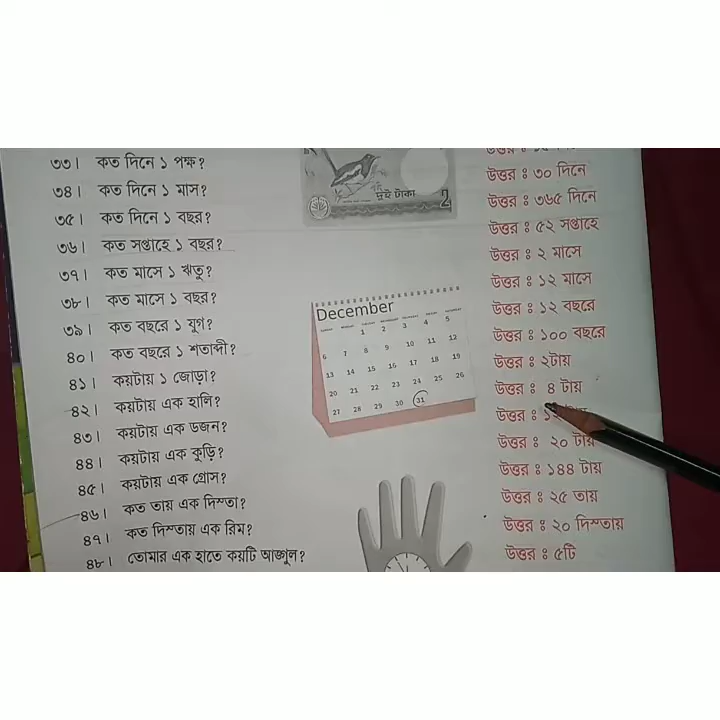 ৩৩। কত দিনে ১ পক্ষ?
৩৪। কত দিনে ১ মাস? উত্তর ঃ ৩০ দিনে
৩৫। কত দিনে ১ বছর? উত্তর ঃ ৩৬৫ দিনে
৩৬। কত সপ্তাহে ১ বছর? উত্তর ঃ ৫২ সপ্তাহে
৩৭। কত মাসে ১ ঋতু? উত্তর ঃ ২ মাসে
৩৮। কত মাসে ১ বছর? উত্তর ঃ ১২ মাসে
৩৯। কত বছরে ১ যুগ? উত্তর ঃ ১২ বছরে
৪০। কত বছরে ১ শতাব্দী? উত্তর ঃ ১০০ বছরে
৪১। কয়টায় ১ জোড়া? উত্তর ঃ ২টায়
৪২। কয়টায় এক হালি? উত্তর ঃ ৪ টায়
৪৩। কয়টায় এক ডজন? উত্তর ঃ
৪৪। কয়টায় এক কুড়ি? উত্তর ঃ ২০ টায়
৪৫। কয়টায় এক গ্রোস? উত্তর ঃ ১৪৪ টায়
৪৬। কত তায় এক দিস্তা? উত্তর ঃ ২৫ তায়
৪৭। কত দিস্তায় এক রিম? উত্তর ঃ ২০ দিস্তায়
৪৮। তোমার এক হাতে কয়টি আঙ্গুল? উত্তর ঃ ৫টি
দুই টাকা 2
December
1 2 3 4 5
6 7 8 9 10 11 12
13 14 15 16 17 18 19
20 21 22 23 24 25 26
27 28 29 30 31